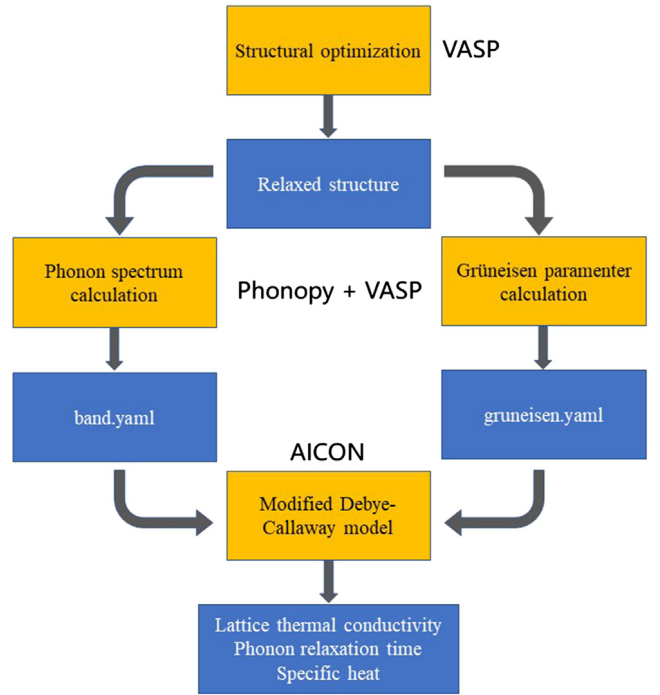 Structural optimization
VASP
Relaxed structure
Phonon spectrum
calculation
Phonopy + VASP
Grüneisen paramenter
calculation
band.yaml
gruneisen.yaml
AICON
Modified Debye-
Callaway model
Lattice thermal conductivity
Phonon relaxation time
Specific heat